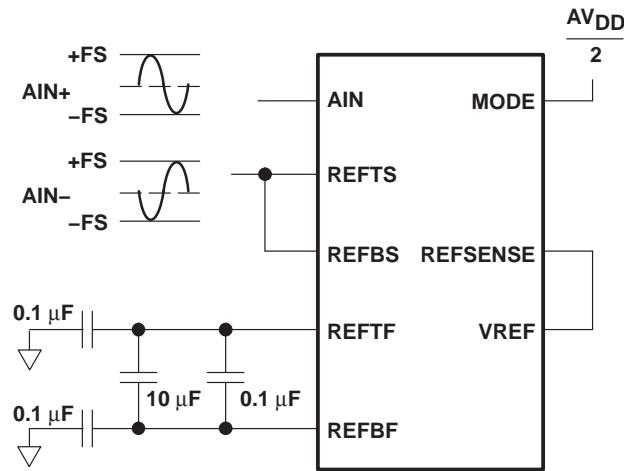 AVDD
2
+FS
AIN+
−FS
AIN
MODE
+FS
AIN−
−FS
REFTS
REFBS
REFSENSE
0.1 μF
REFTF
VREF
10 μF
0.1 μF
0.1 μF
REFBF